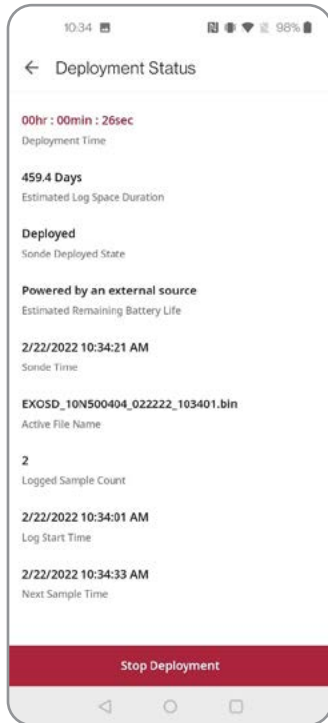 10:34
98%
Deployment Status
00hr : 00min : 26sec
Deployment Time
459.4 Days
Estimated Log Space Duration
Deployed
Sonde Deployed State
Powered by an external source
Estimated Remaining Battery Life
2/22/2022 10:34:21 AM
Sonde Time
EXOSD_10N500404_022222_103401.bin
Active File Name
2
Logged Sample Count
2/22/2022 10:34:01 AM
Log Start Time
2/22/2022 10:34:33 AM
Next Sample Time
Stop Deployment